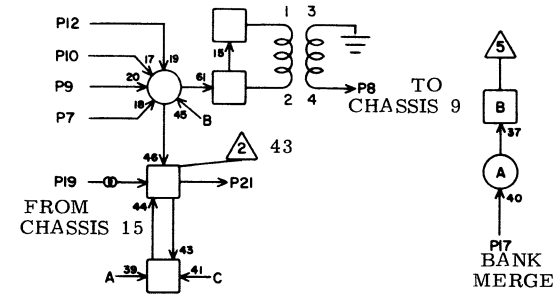 P12
1 3
P10
17 19
15
5
P9
20
61
2 4
P8
TO
CHASSIS 9
P7
18
45
B
B
37
46
2
43
A
P19
P21
40
FROM
CHASSIS 15
44
43
P17
BANK
MERGE
A
39
41
C